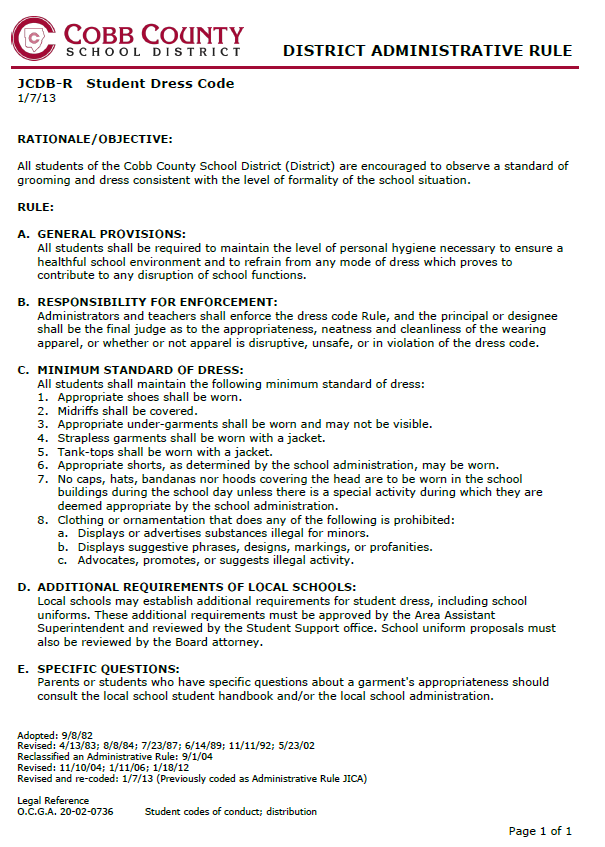 COBB COUNTY
SCHOOL DISTRICT
DISTRICT ADMINISTRATIVE RULE
JCDB-R Student Dress Code
1/7/13
RATIONALE/OBJECTIVE:
All students of the Cobb County School District (District) are encouraged to observe a standard of
grooming and dress consistent with the level of formality of the school situation.
RULE:
A. GENERAL PROVISIONS:
All students shall be required to maintain the level of personal hygiene necessary to ensure a
healthful school environment and to refrain from any mode of dress which proves to
contribute to any disruption of school functions.
B. RESPONSIBILITY FOR ENFORCEMENT:
Administrators and teachers shall enforce the dress code Rule, and the principal or designee
shall be the final judge as to the appropriateness, neatness and cleanliness of the wearing
apparel, or whether or not apparel is disruptive, unsafe, or in violation of the dress code.
C. MINIMUM STANDARD OF DRESS:
All students shall maintain the following minimum standard of dress:
1. Appropriate shoes shall be worn.
2. Midriffs shall be covered.
3. Appropriate under-garments shall be worn and may not be visible.
4. Strapless garments shall be worn with a jacket.
5. Tank-tops shall be worn with a jacket.
6. Appropriate shorts, as determined by the school administration, may be worn.
7. No caps, hats, bandanas nor hoods covering the head are to be worn in the school
buildings during the school day unless there is a special activity during which they are
deemed appropriate by the school administration.
8. Clothing or ornamentation that does any of the following is prohibited:
a. Displays or advertises substances illegal for minors.
b. Displays suggestive phrases, designs, markings, or profanities.
c. Advocates, promotes, or suggests illegal activity.
D. ADDITIONAL REQUIREMENTS OF LOCAL SCHOOLS:
Local schools may establish additional requirements for student dress, including school
uniforms. These additional requirements must be approved by the Area Assistant
Superintendent and reviewed by the Student Support office. School uniform proposals must
also be reviewed by the Board attorney.
E. SPECIFIC QUESTIONS:
Parents or students who have specific questions about a garment's appropriateness should
consult the local school student handbook and/or the local school administration.
Adopted: 9/8/82
Revised: 4/13/83; 8/8/84; 7/23/87; 6/14/89; 11/11/92; 5/23/02
Reclassified an Administrative Rule: 9/1/04
Revised: 11/10/04; 1/11/06; 1/18/12
Revised and re-coded: 1/7/13 (Previously coded as Administrative Rule JICA)
Legal Reference
O.C.G.A. 20-02-0736 Student codes of conduct; distribution
Page 1 of 1